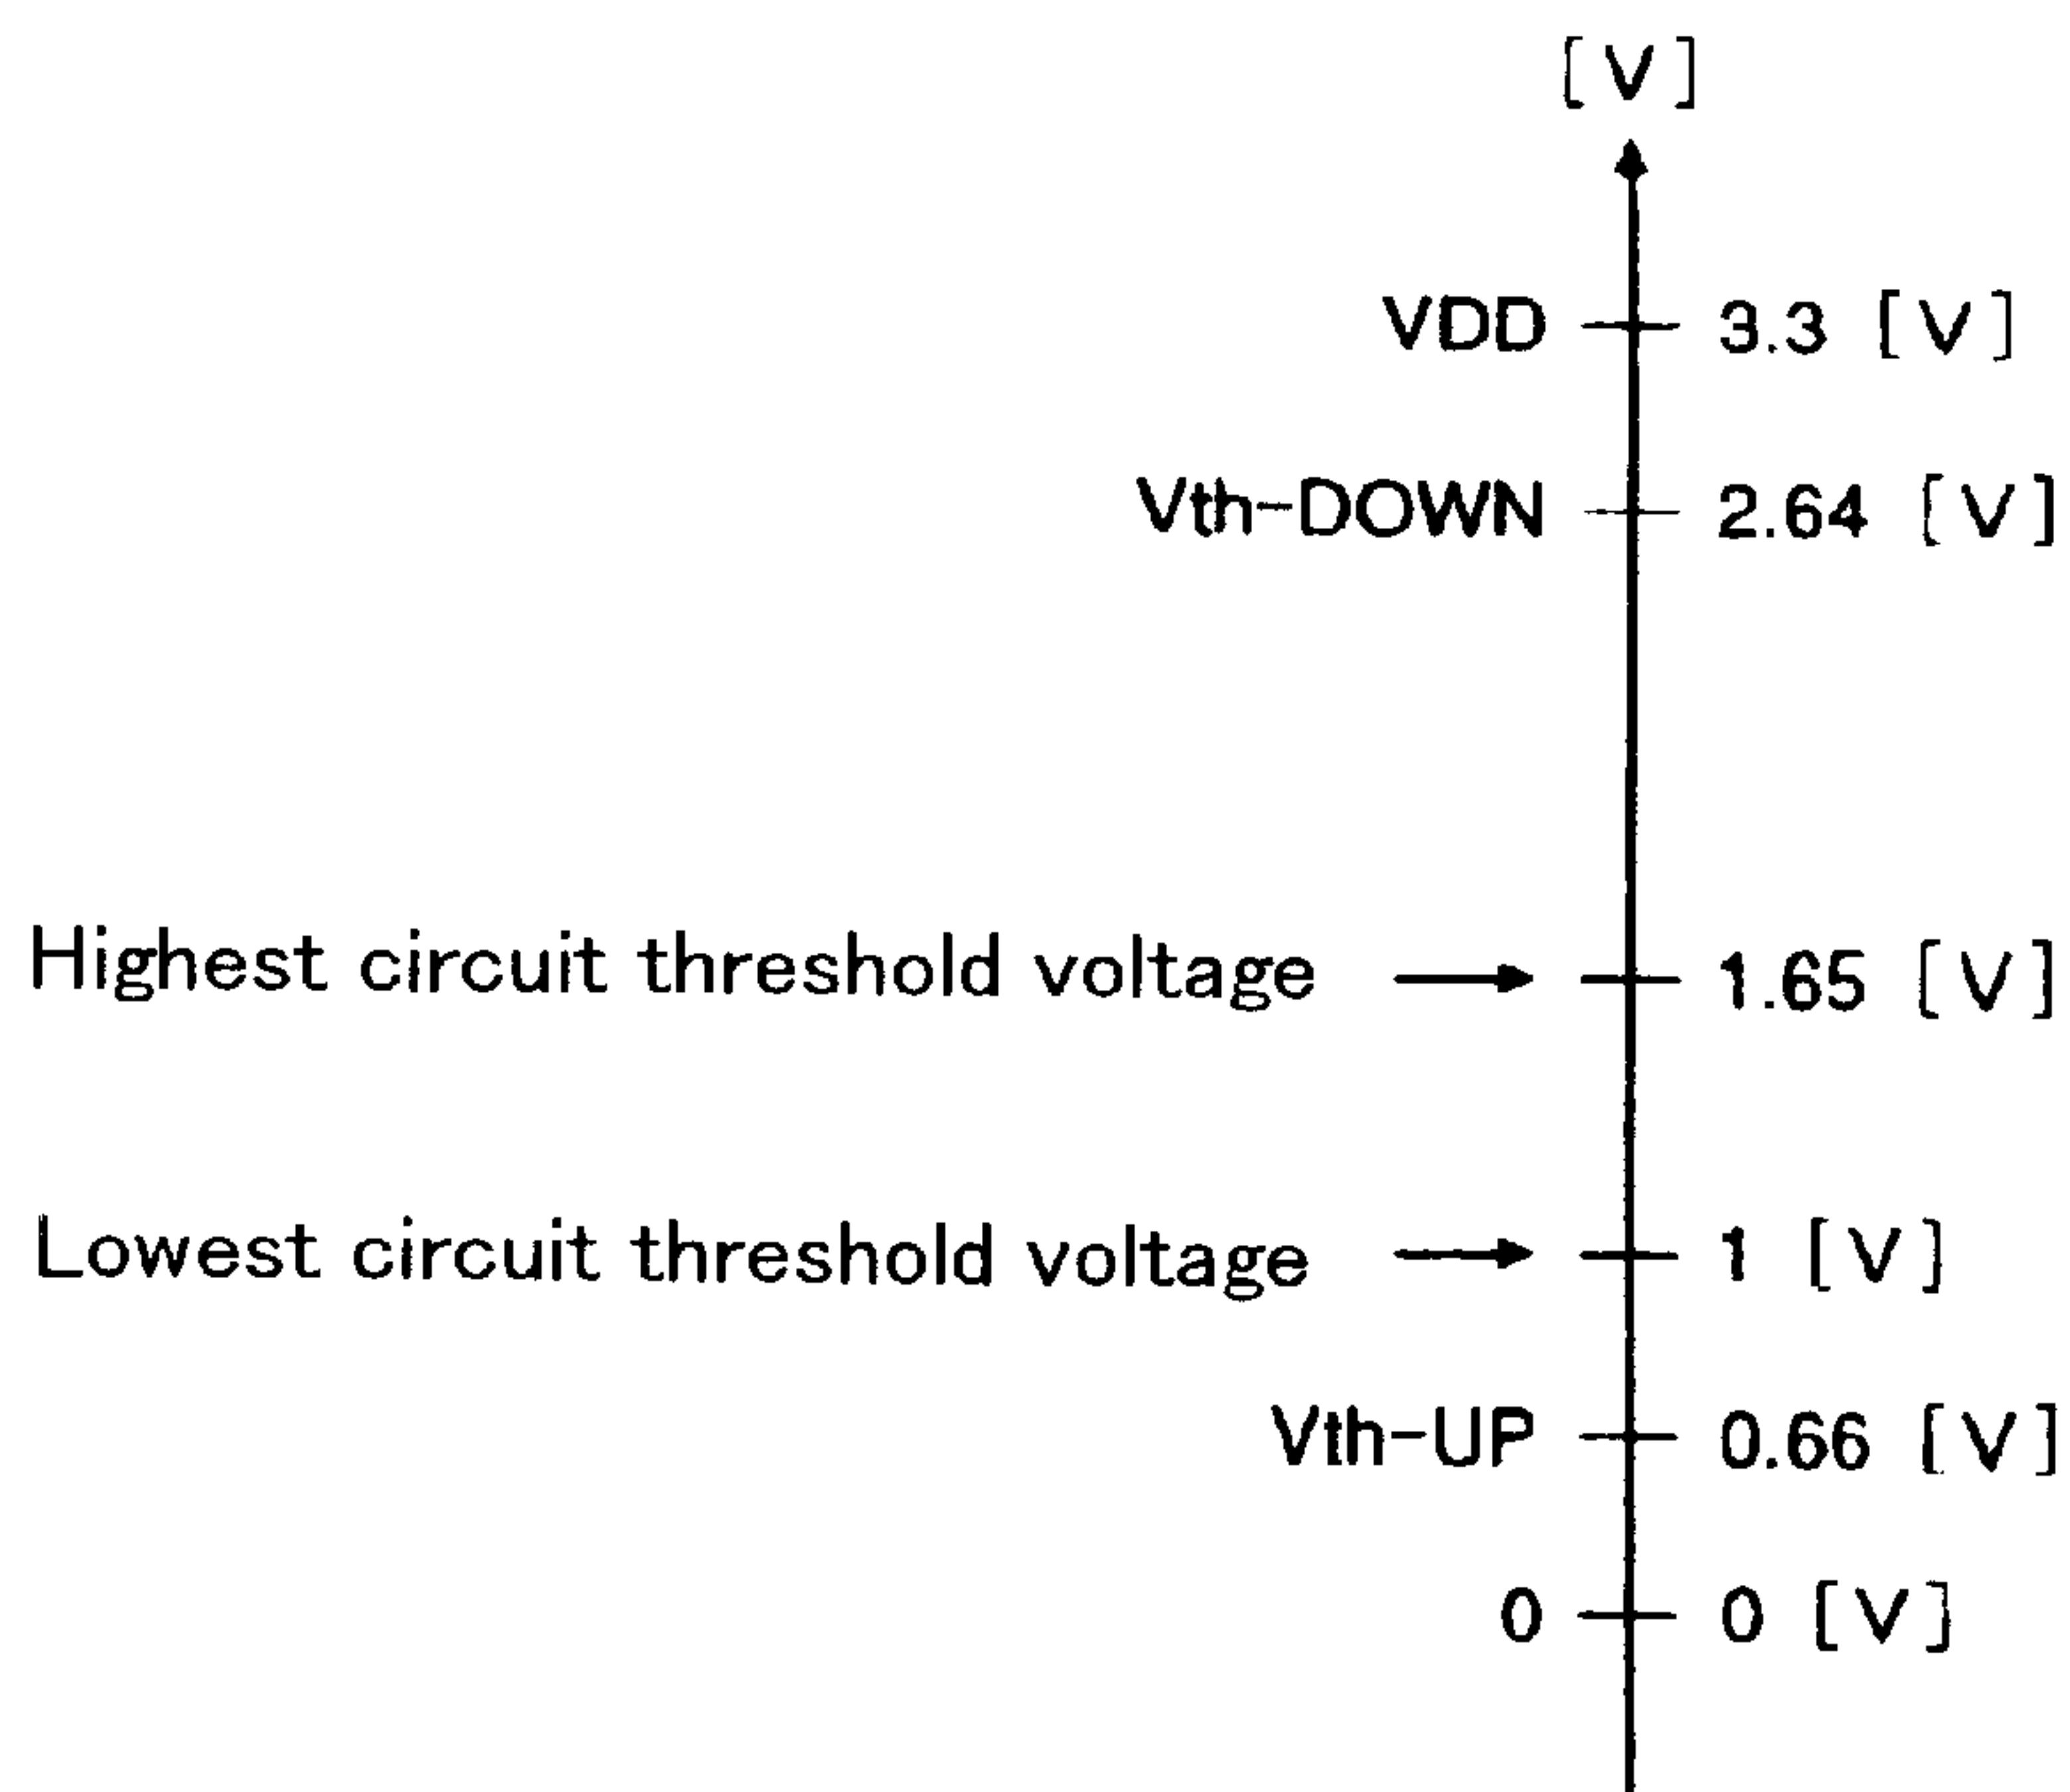 [V]
VDD 3.3 [V]
Vth-DOWN 2.64 [V]
Highest circuit threshold voltage 1.65 [V]
Lowest circuit threshold voltage 1 [V]
Vth-UP 0.66 [V]
0 0 [V]